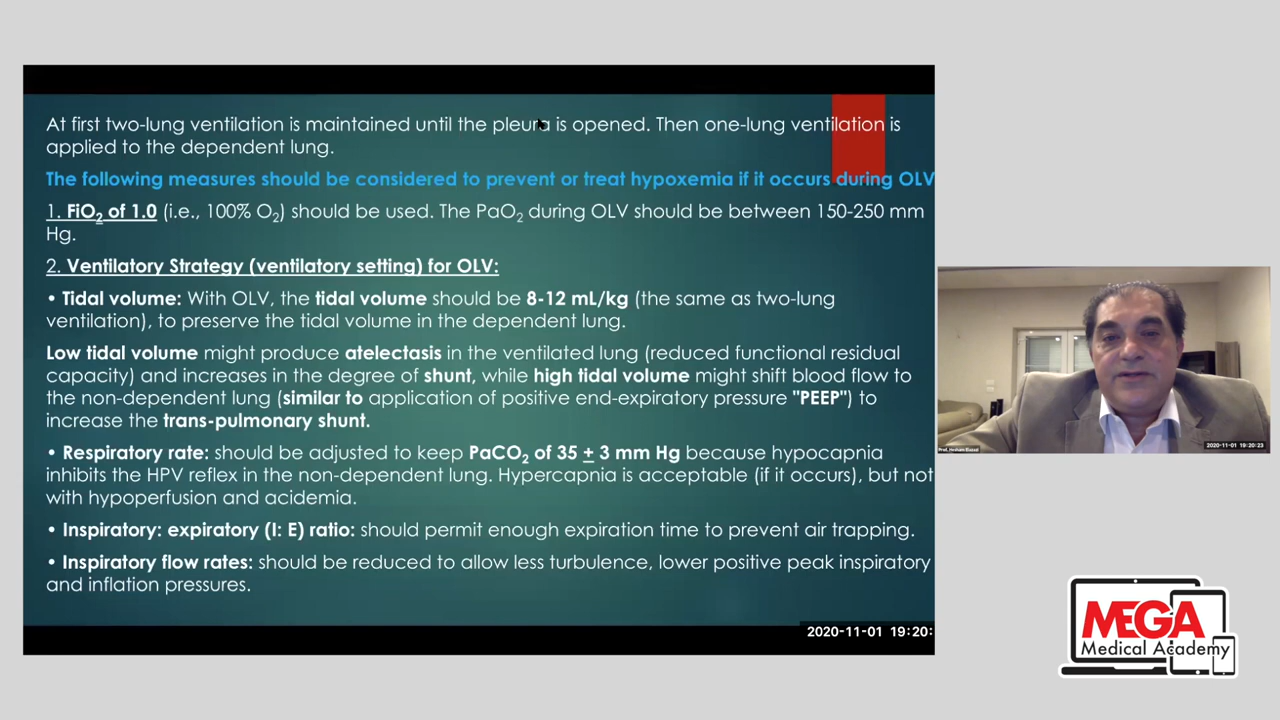 At first two-lung ventilation is maintained until the pleura is opened. Then one-lung ventilation is
applied to the dependent lung.
The following measures should be considered to prevent or treat hypoxemia if it occurs during OLV
1. FiO2 of 1.0 (i.e., 100% O2) should be used. The PaO2 during OLV should be between 150-250 mm
Hg.
2. Ventilatory Strategy (ventilatory setting) for OLV:
• Tidal volume: With OLV, the tidal volume should be 8-12 mL/kg (the same as two-lung
ventilation), to preserve the tidal volume in the dependent lung.
Low tidal volume might produce atelectasis in the ventilated lung (reduced functional residual
capacity) and increases in the degree of shunt, while high tidal volume might shift blood flow to
the non-dependent lung (similar to application of positive end-expiratory pressure "PEEP") to
increase the trans-pulmonary shunt.
• Respiratory rate: should be adjusted to keep PaCO2 of 35 ± 3 mm Hg because hypocapnia
inhibits the HPV reflex in the non-dependent lung. Hypercapnia is acceptable (if it occurs), but not
with hypoperfusion and acidemia.
• Inspiratory: expiratory (I: E) ratio: should permit enough expiration time to prevent air trapping.
• Inspiratory flow rates: should be reduced to allow less turbulence, lower positive peak inspiratory
and inflation pressures.
2020-11-01 19:20:
2020-11-01 19:20:23
MEGA
Medical Academy